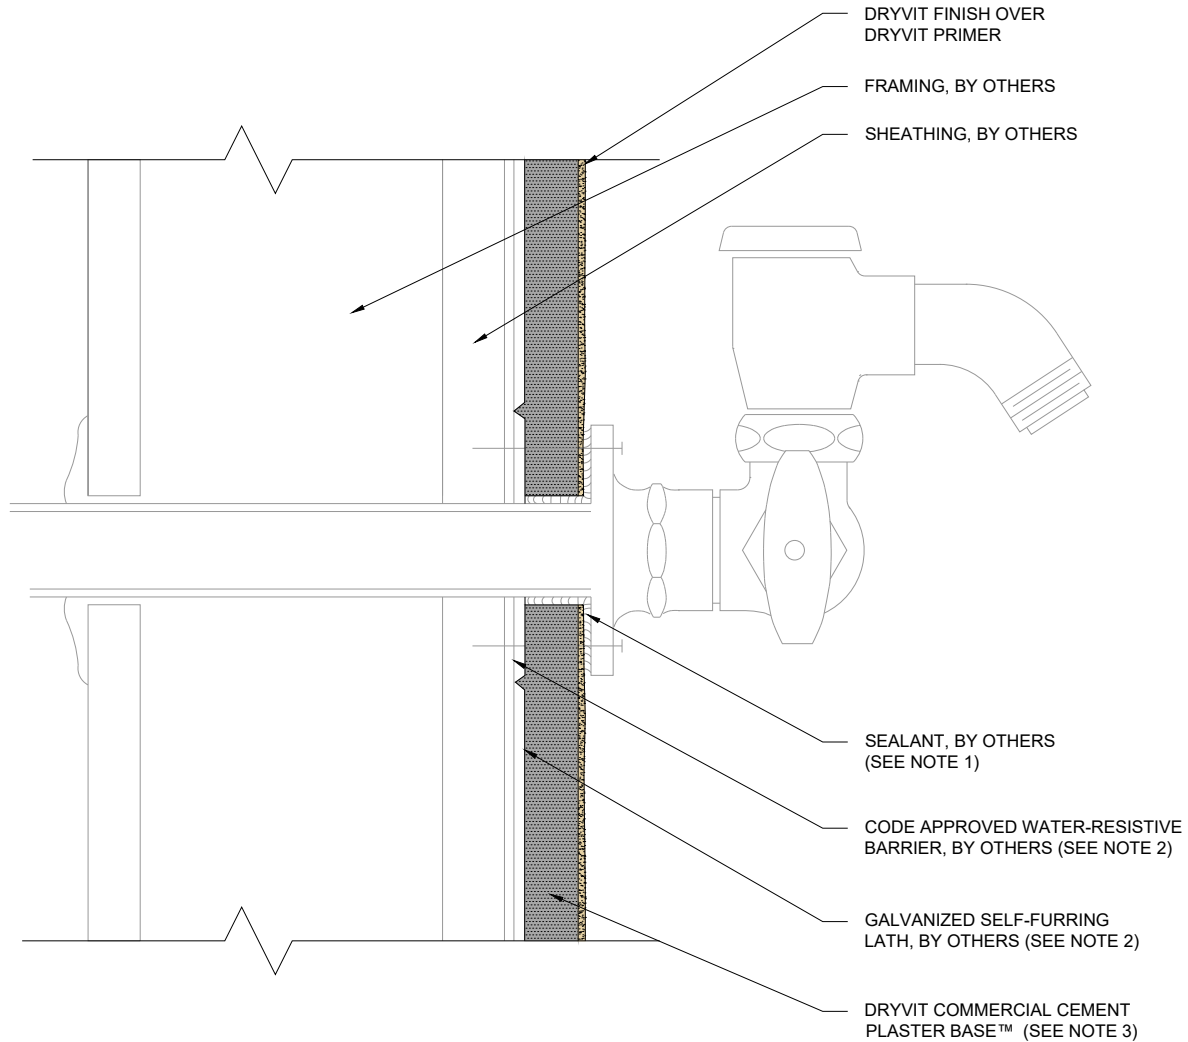 DRYVIT FINISH OVER
DRYVIT PRIMER
FRAMING, BY OTHERS
SHEATHING, BY OTHERS
SEALANT, BY OTHERS
(SEE NOTE 1)
CODE APPROVED WATER-RESISTIVE
BARRIER, BY OTHERS (SEE NOTE 2)
GALVANIZED SELF-FURRING
LATH, BY OTHERS (SEE NOTE 2)
DRYVIT COMMERCIAL CEMENT
PLASTER BASE™ (SEE NOTE 3)